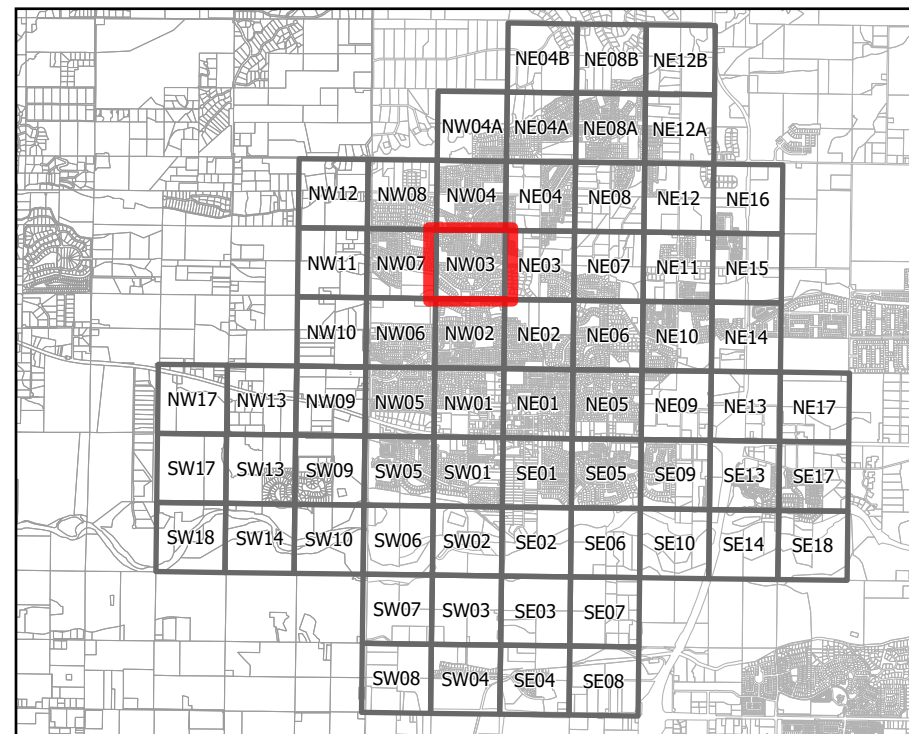 NE04B NE08B NE12B
NW04A NE04A NE08A NE12A
NW12 NW08 NW04 NE04 NE08 NE12 NE16
NW11 NW07 NW03 NE03 NE07 NE11 NE15
NW10 NW06 NW02 NE02 NE06 NE10 NE14
NW17 NW13 NW09 NW05 NW01 NE01 NE05 NE09 NE13 NE17
SW17 SW13 SW09 SW05 SW01 SE01 SE05 SE09 SE13 SE17
SW18 SW14 SW10 SW06 SW02 SE02 SE06 SE10 SE14 SE18
SW07 SW03 SE03 SE07
SW08 SW04 SE04 SE08